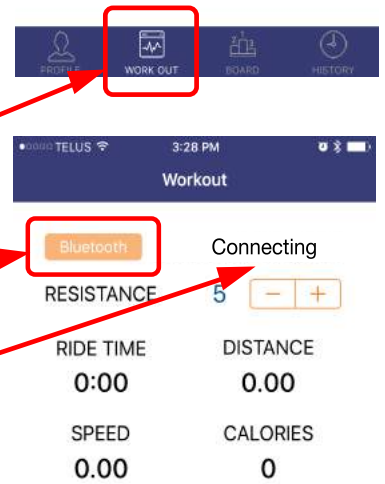 PROFILE WORK OUT BOARD HISTORY
TELUS 3:28 PM
Workout
Bluetooth Connecting
RESISTANCE 5 − +
RIDE TIME DISTANCE
0:00 0.00
SPEED CALORIES
0.00 0